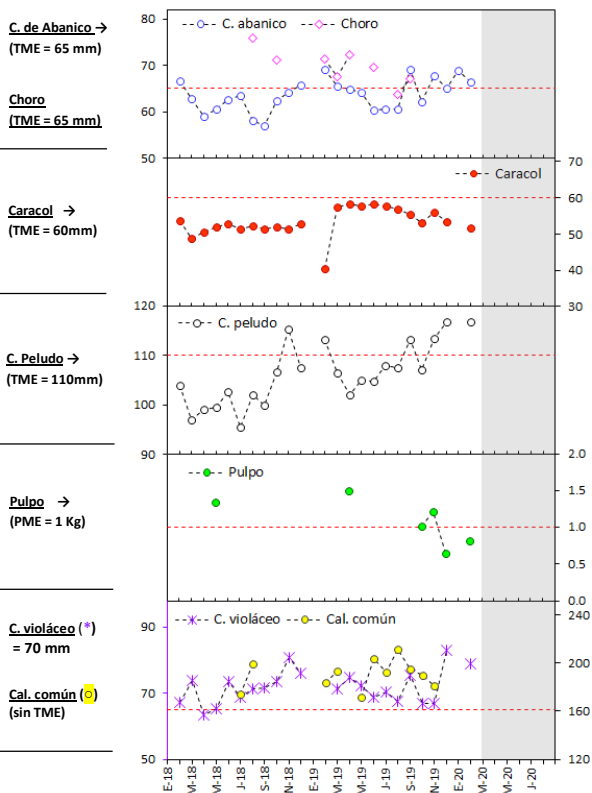 C. de Abanico →
(TME = 65 mm)
Choro
(TME = 65 mm)
Caracol →
(TME = 60mm)
C. Peludo →
(TME = 110mm)
Pulpo →
(PME = 1 Kg)
C. violáceo (*)
= 70 mm
Cal. común (○)
(sin TME)
80
70
60
50
C. abanico
Choro
70
60
50
40
30
Caracol
120
110
100
90
C. peludo
2.0
1.5
1.0
0.5
0.0
Pulpo
90
70
50
C. violáceo
Cal. común
240
200
160
120
E-18
M-18
M-18
J-18
S-18
N-18
E-19
M-19
M-19
J-19
S-19
N-19
E-20
M-20
M-20
J-20